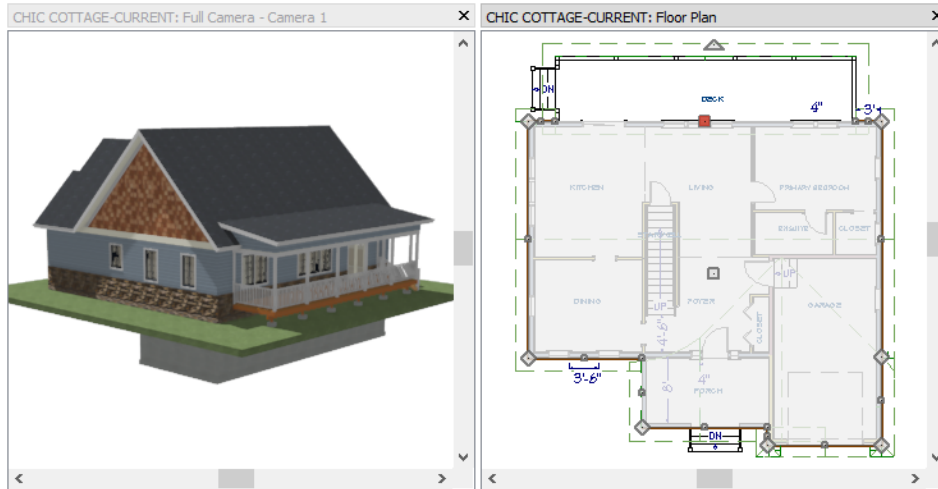 CHIC COTTAGE-CURRENT: Full Camera - Camera 1
CHIC COTTAGE-CURRENT: Floor Plan
DN
DECK
4"
3'
KITCHEN
LIVING
PRIMARY BEDROOM
ENSUITE
CLOSET
UP
DINING
UP
FOYER
GARAGE
CLOSET
4'-6"
3'-6"
8'
4"
PORCH
DN